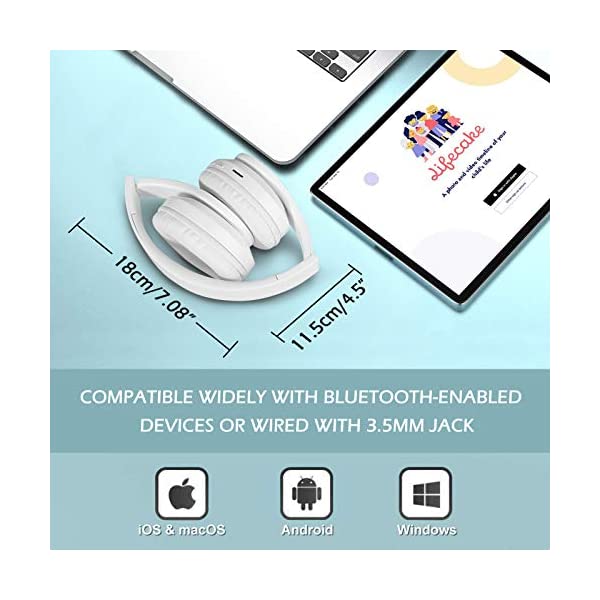 Lifecake
A photo and video timeline of your
child's life
18cm/7.08"
11.5cm/4.5"
COMPATIBLE WIDELY WITH BLUETOOTH-ENABLED
DEVICES OR WIRED WITH 3.5MM JACK
iOS & macOS
Android
Windows